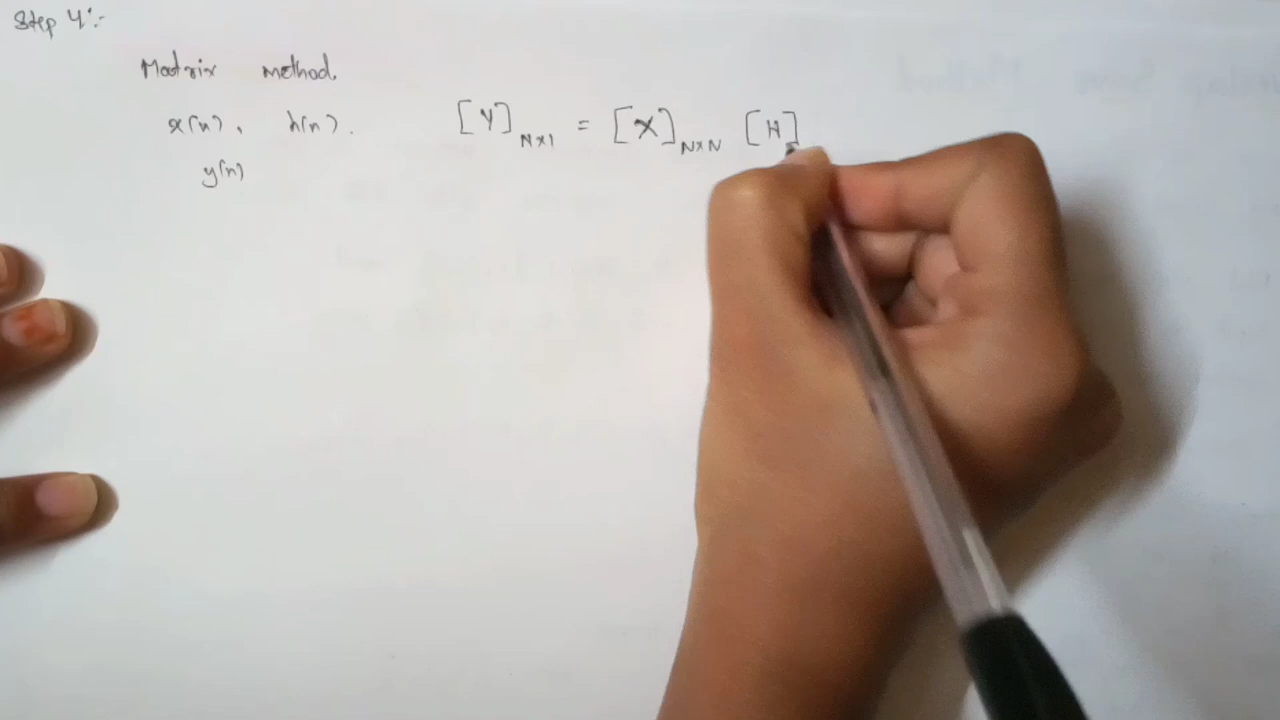 Step 4:-
Matrix method.
x(n), h(n). [Y]N×1 = [X]N×N [H]
y(n)